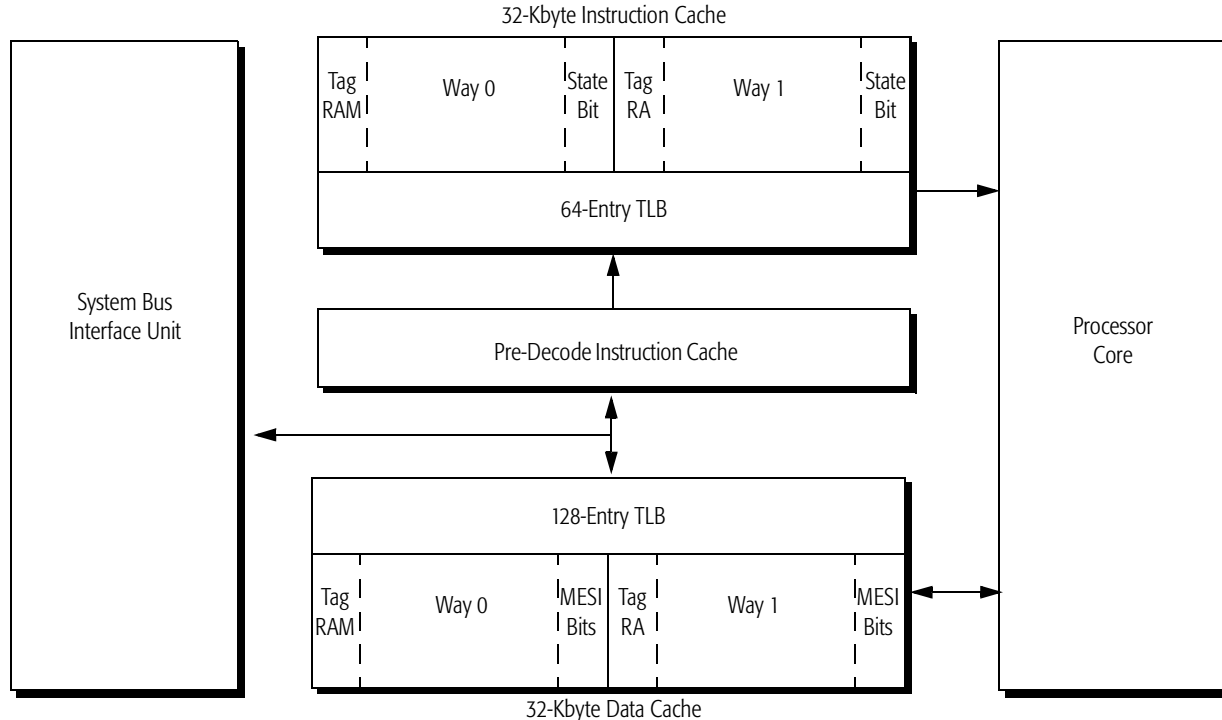 32-Kbyte Instruction Cache
Tag
RAM
Way 0
State
Bit
Tag
RA
Way 1
State
Bit
64-Entry TLB
System Bus
Interface Unit
Pre-Decode Instruction Cache
Processor
Core
128-Entry TLB
Tag
RAM
Way 0
MESI
Bits
Tag
RA
Way 1
MESI
Bits
32-Kbyte Data Cache